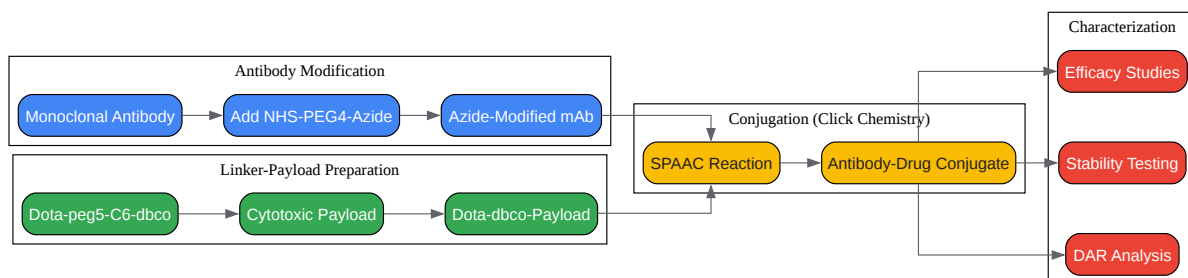 Antibody Modification
Monoclonal Antibody
Add NHS-PEG4-Azide
Azide-Modified mAb
Linker-Payload Preparation
Dota-peg5-C6-dbco
Cytotoxic Payload
Dota-dbco-Payload
Conjugation (Click Chemistry)
SPAAC Reaction
Antibody-Drug Conjugate
Characterization
Efficacy Studies
Stability Testing
DAR Analysis